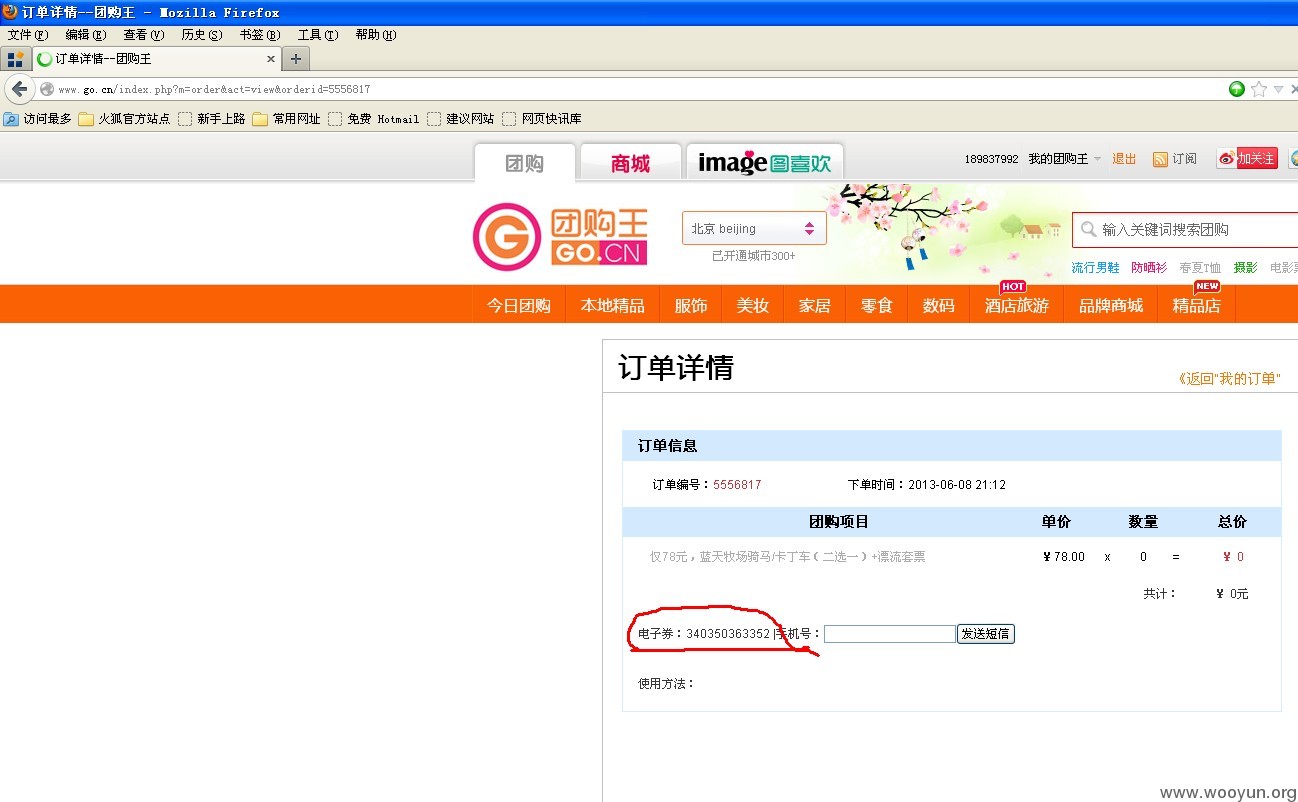 订单详情--团购王 - Mozilla Firefox
文件(F) 编辑(E) 查看(V) 历史(S) 书签(B) 工具(T) 帮助(H)
订单详情--团购王 × +
www.go.cn/index.php?m=order&act=view&orderid=5556817
访问最多 火狐官方站点 新手上路 常用网址 免费 Hotmail 建议网站 网页快讯库
团购 商城 image图喜欢 189837992 我的团购王 退出 订阅 加关注
G 团购王 GO.CN
北京 beijing 输入关键词搜索团购
已开通城市300+
流行男鞋 防晒衫 春夏T恤 摄影 电影
HOT NEW
今日团购 本地精品 服饰 美妆 家居 零食 数码 酒店旅游 品牌商城 精品店
订单详情
《返回"我的订单"
订单信息
订单编号：5556817 下单时间：2013-06-08 21:12
团购项目 单价 数量 总价
仅78元，蓝天牧场骑马/卡丁车（二选一）+漂流套票 ¥78.00 x 0 = ¥ 0
共计： ¥ 0元
电子券：340350363352 |手机号： 发送短信
使用方法：
www.wooyun.org